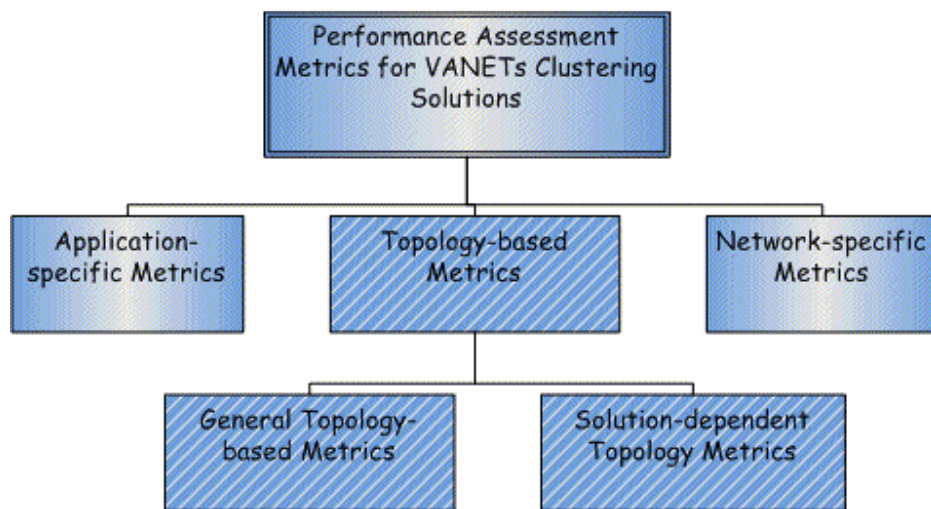 Performance Assessment
Metrics for VANETs Clustering
Solutions
Application-
specific Metrics
Topology-based
Metrics
Network-specific
Metrics
General Topology-
based Metrics
Solution-dependent
Topology Metrics